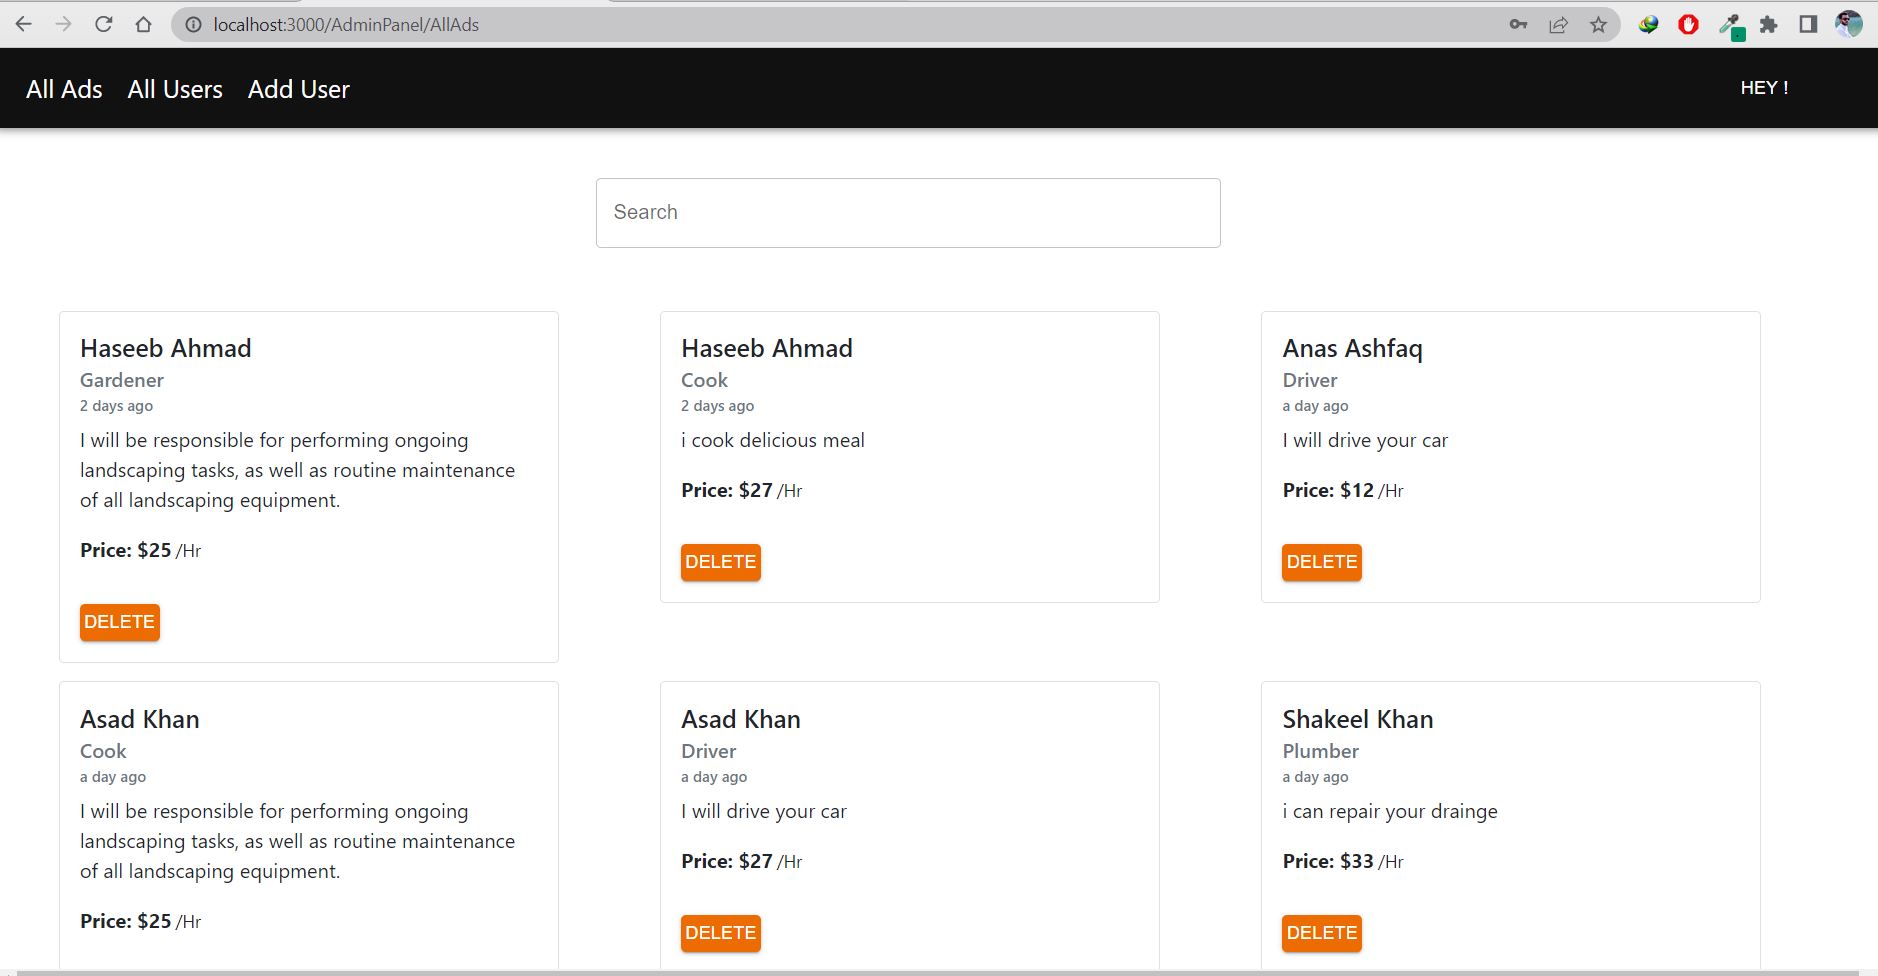 localhost:3000/AdminPanel/AllAds
All Ads All Users Add User HEY !
Search
Haseeb Ahmad
Gardener
2 days ago
I will be responsible for performing ongoing
landscaping tasks, as well as routine maintenance
of all landscaping equipment.
Price: $25 /Hr
DELETE
Haseeb Ahmad
Cook
2 days ago
i cook delicious meal
Price: $27 /Hr
DELETE
Anas Ashfaq
Driver
a day ago
I will drive your car
Price: $12 /Hr
DELETE
Asad Khan
Cook
a day ago
I will be responsible for performing ongoing
landscaping tasks, as well as routine maintenance
of all landscaping equipment.
Price: $25 /Hr
Asad Khan
Driver
a day ago
I will drive your car
Price: $27 /Hr
DELETE
Shakeel Khan
Plumber
a day ago
i can repair your drainge
Price: $33 /Hr
DELETE